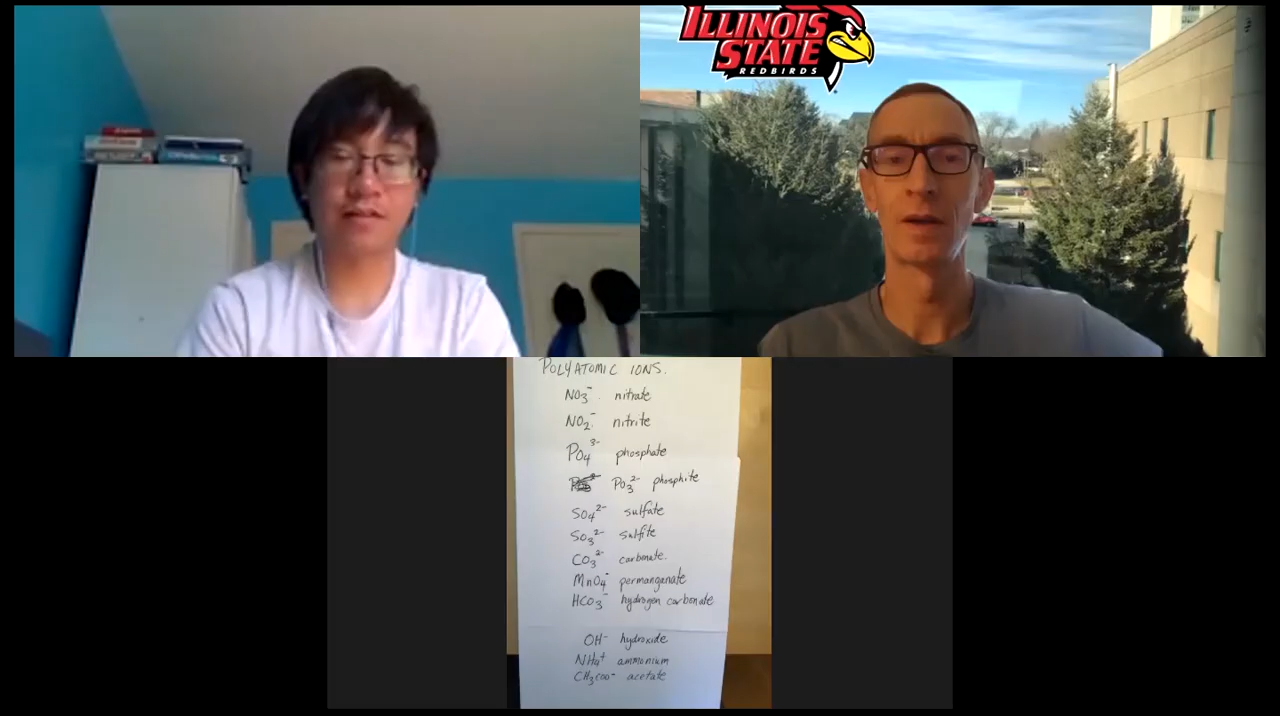 ILLINOIS
STATE
REDBIRDS
POLYATOMIC IONS.
NO3⁻ nitrate
NO2⁻ nitrite
PO4³⁻ phosphate
PO3²⁻ phosphite
SO4²⁻ sulfate
SO3²⁻ sulfite
CO3²⁻ carbonate.
MnO4⁻ permanganate
HCO3⁻ hydrogen carbonate
OH⁻ hydroxide
NH4⁺ ammonium
CH3COO⁻ acetate